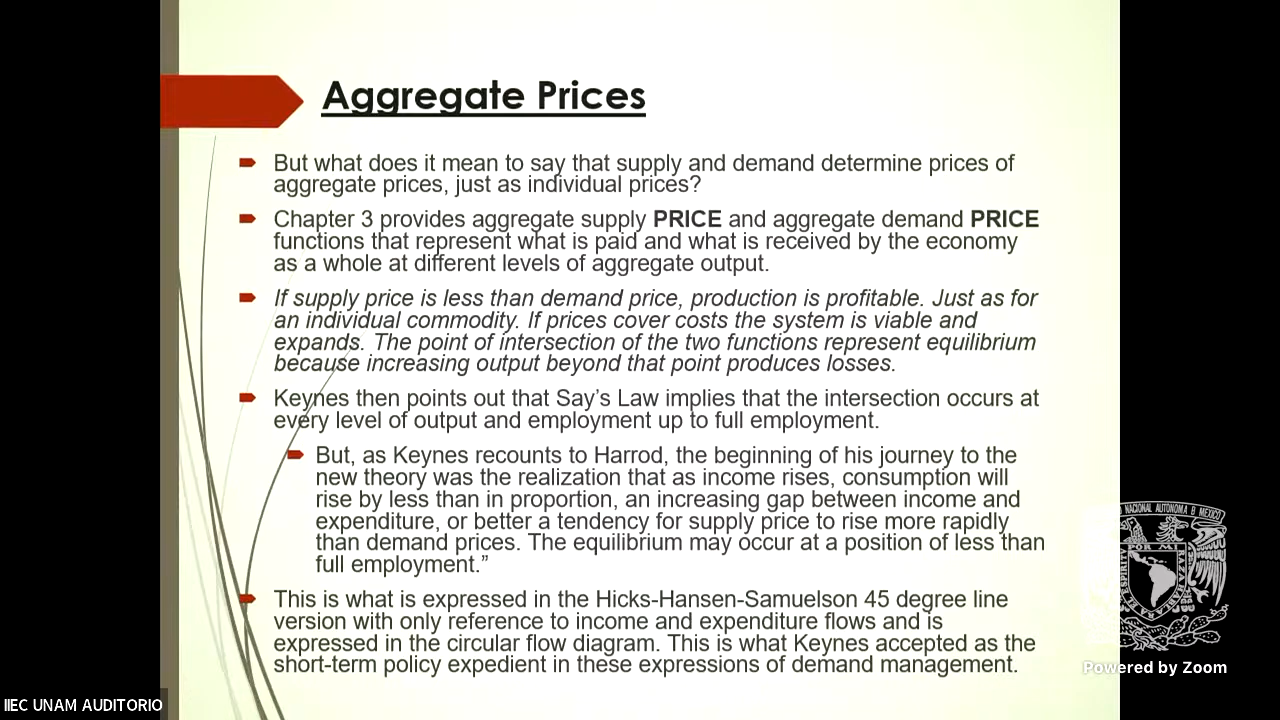 Aggregate Prices
But what does it mean to say that supply and demand determine prices of
aggregate prices, just as individual prices?
Chapter 3 provides aggregate supply PRICE and aggregate demand PRICE
functions that represent what is paid and what is received by the economy
as a whole at different levels of aggregate output.
If supply price is less than demand price, production is profitable. Just as for
an individual commodity. If prices cover costs the system is viable and
expands. The point of intersection of the two functions represent equilibrium
because increasing output beyond that point produces losses.
Keynes then points out that Say's Law implies that the intersection occurs at
every level of output and employment up to full employment.
But, as Keynes recounts to Harrod, the beginning of his journey to the
new theory was the realization that as income rises, consumption will
rise by less than in proportion, an increasing gap between income and
expenditure, or better a tendency for supply price to rise more rapidly
than demand prices. The equilibrium may occur at a position of less than
full employment.”
This is what is expressed in the Hicks-Hansen-Samuelson 45 degree line
version with only reference to income and expenditure flows and is
expressed in the circular flow diagram. This is what Keynes accepted as the
short-term policy expedient in these expressions of demand management.
NACIONAL AUTONOMA
POR MI
Powered by Zoom
IIEC UNAM AUDITORIO